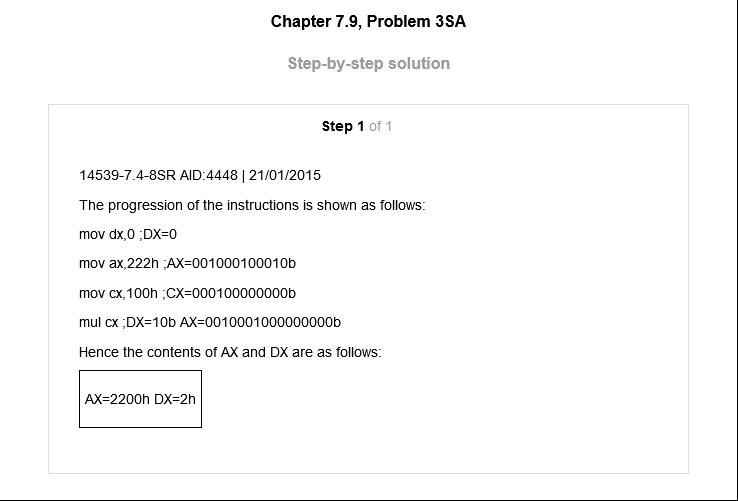 Chapter 7.9, Problem 3SA
Step-by-step solution
Step 1 of 1
14539-7.4-8SR AID:4448 | 21/01/2015
The progression of the instructions is shown as follows:
mov dx,0 ;DX=0
mov ax,222h ;AX=001000100010b
mov cx,100h ;CX=000100000000b
mul cx ;DX=10b AX=0010001000000000b
Hence the contents of AX and DX are as follows:
AX=2200h DX=2h